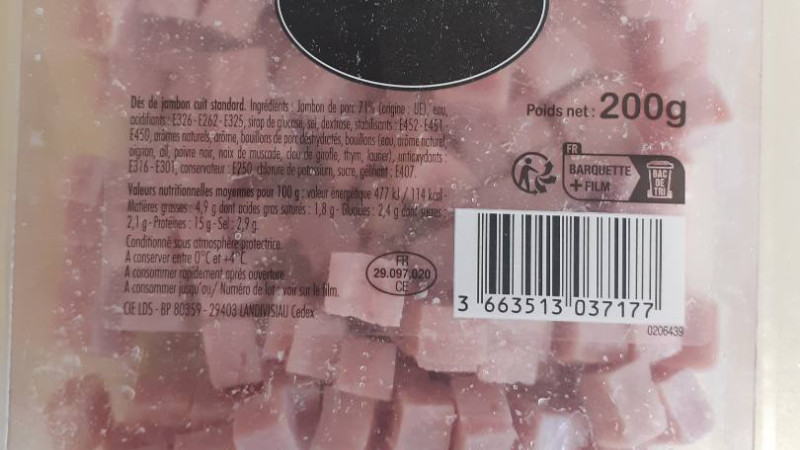 Dés de jambon cuit standard. Ingrédients : Jambon de porc 71% (origine : UE), eau,
acidifiants : E326 - E262 - E325, sirop de glucose, sel, dextrose, stabilisants : E452 - E451
E450, arômes naturels, arôme, bouillons de porc déshydratés, bouillons (eau, arôme naturel,
oignon, ail, poivre noir, noix de muscade, clou de girofle, thym, laurier), antioxydants :
E316 - E301, conservateur : E250 chlorure de potassium, sucre, gélifiant : E407.
Valeurs nutritionnelles moyennes pour 100 g : valeur énergétique 477 kJ / 114 kcal -
Matières grasses : 4,9 g dont acides gras saturés : 1,8 g - Glucides : 2,4 g dont sucres :
2,1 g - Protéines : 15 g - Sel : 2,9 g.
Conditionné sous atmosphère protectrice.
A conserver entre 0°C et +4°C.
A consommer rapidement après ouverture.
A consommer jusqu'au/ Numéro de lot : voir sur le film.
CIE LDS - BP 80359 - 29403 LANDIVISIAU Cedex
FR
29.097.020
CE
Poids net : 200g
FR
BARQUETTE
+ FILM
BAC
DE
TRI
3 663513 037177
0206439